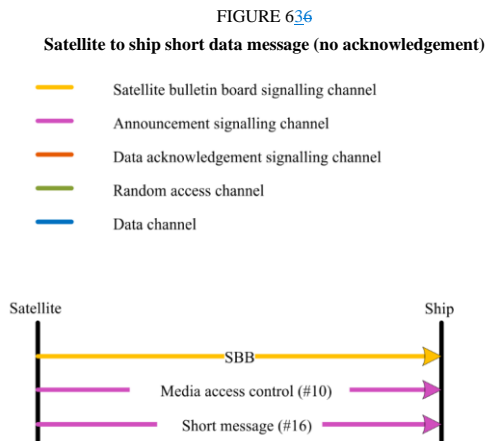 FIGURE 636
Satellite to ship short data message (no acknowledgement)
Satellite bulletin board signalling channel
Announcement signalling channel
Data acknowledgement signalling channel
Random access channel
Data channel
Satellite
Ship
SBB
Media access control (#10)
Short message (#16)